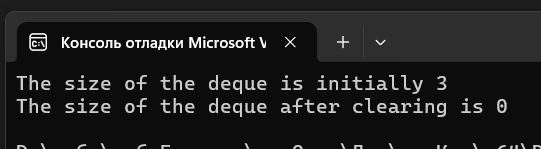 Консоль отладки Microsoft V
The size of the deque is initially 3
The size of the deque after clearing is 0